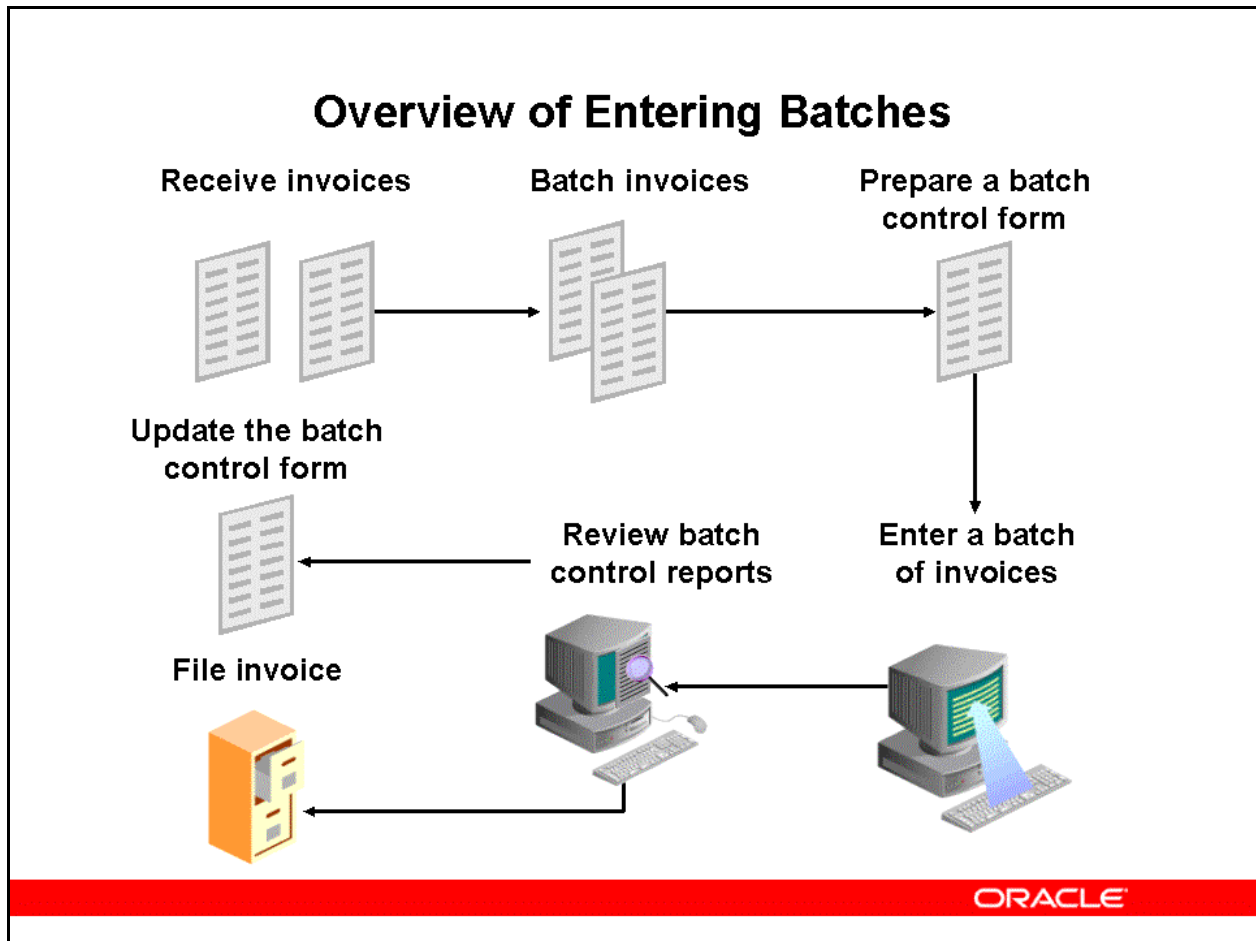 Overview of Entering Batches
Receive invoices
Batch invoices
Prepare a batch
control form
Update the batch
control form
Review batch
control reports
Enter a batch
of invoices
File invoice
ORACLE